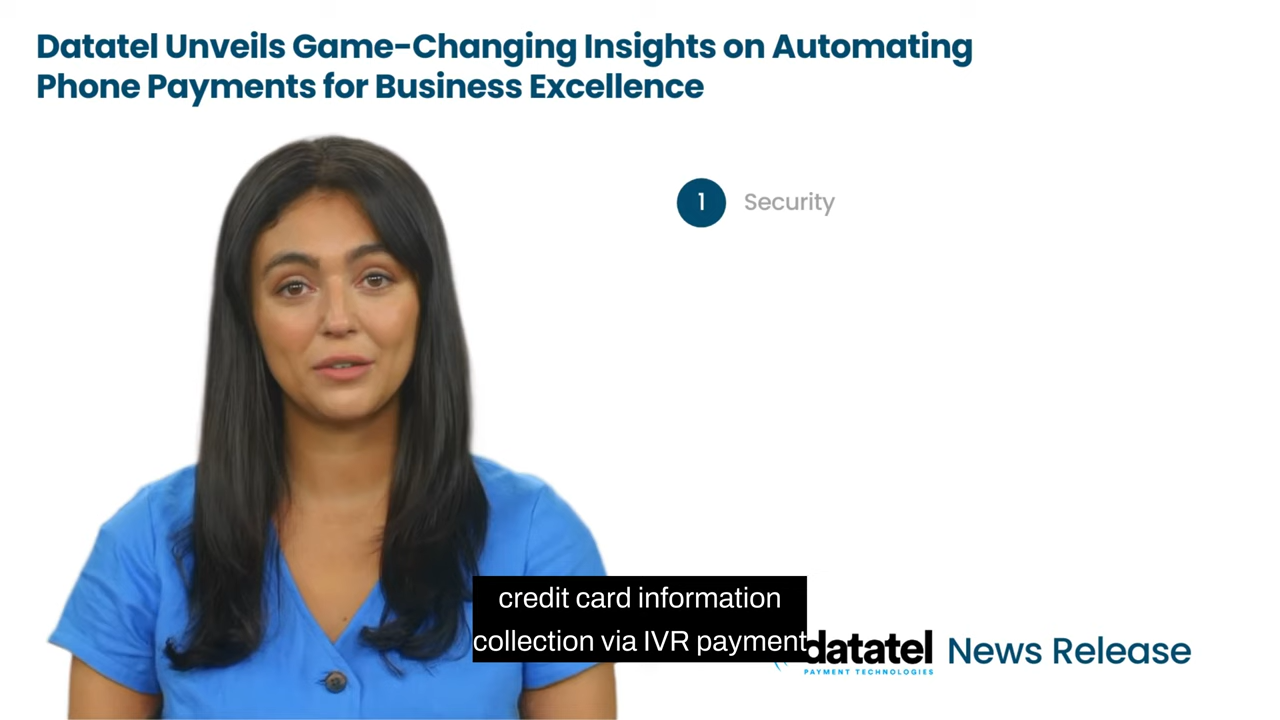 Datatel Unveils Game-Changing Insights on Automating
Phone Payments for Business Excellence
1 Security
credit card information
collection via IVR payment
datatel News Release
PAYMENT TECHNOLOGIES